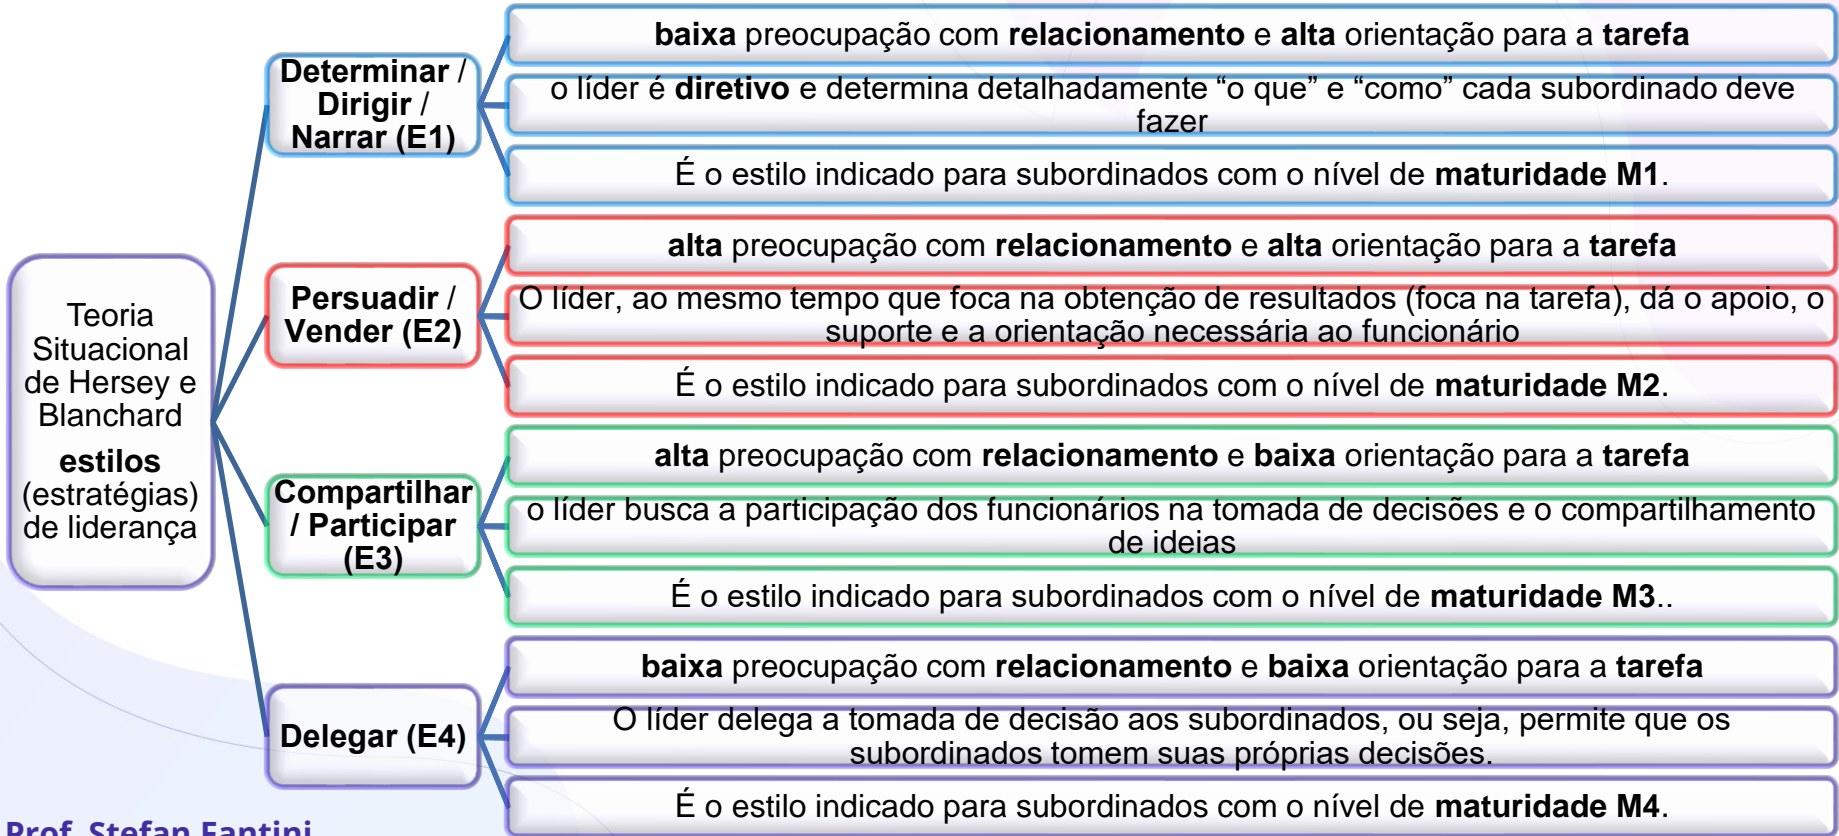 Teoria
Situacional
de Hersey e
Blanchard
estilos
(estratégias)
de liderança
Determinar /
Dirigir /
Narrar (E1)
baixa preocupação com relacionamento e alta orientação para a tarefa
o líder é diretivo e determina detalhadamente “o que” e “como” cada subordinado deve
fazer
É o estilo indicado para subordinados com o nível de maturidade M1.
Persuadir /
Vender (E2)
alta preocupação com relacionamento e alta orientação para a tarefa
O líder, ao mesmo tempo que foca na obtenção de resultados (foca na tarefa), dá o apoio, o
suporte e a orientação necessária ao funcionário
É o estilo indicado para subordinados com o nível de maturidade M2.
Compartilhar
/ Participar
(E3)
alta preocupação com relacionamento e baixa orientação para a tarefa
o líder busca a participação dos funcionários na tomada de decisões e o compartilhamento
de ideias
É o estilo indicado para subordinados com o nível de maturidade M3..
Delegar (E4)
baixa preocupação com relacionamento e baixa orientação para a tarefa
O líder delega a tomada de decisão aos subordinados, ou seja, permite que os
subordinados tomem suas próprias decisões.
É o estilo indicado para subordinados com o nível de maturidade M4.
Prof. Stefan Fantini